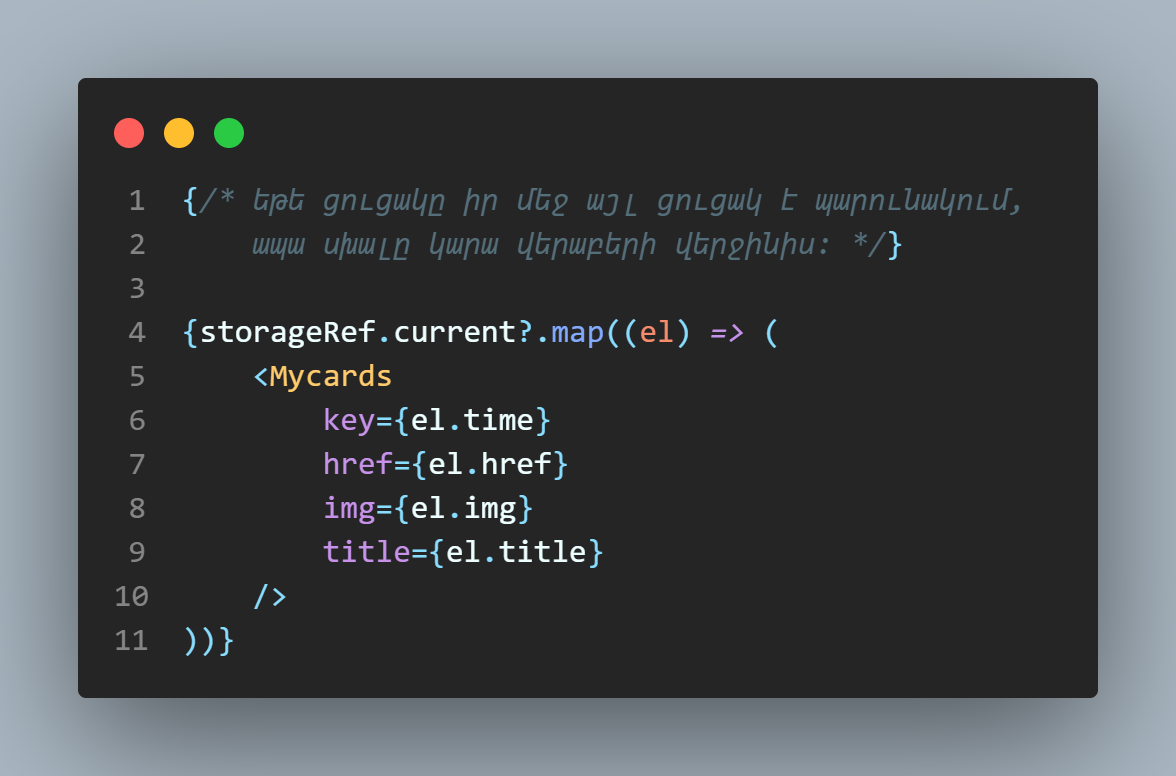 1 {/* եթե ցուցակը իր մեջ այլ ցուցակ է պարունակում,
2 ապա սխալը կարա վերաբերի վերջինիս: */}
3
4 {storageRef.current?.map((el) => (
5 <Mycards
6 key={el.time}
7 href={el.href}
8 img={el.img}
9 title={el.title}
10 />
11 ))}